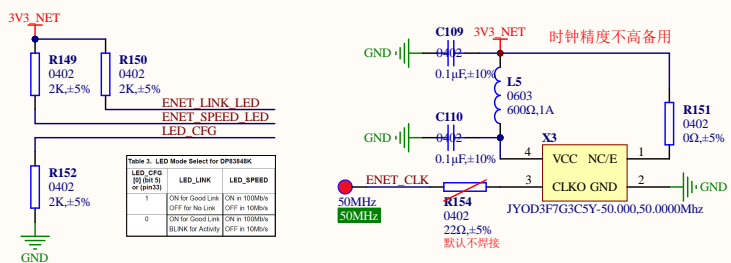 3V3_NET
R149
0402
2K,±5%
R150
0402
2K,±5%
ENET_LINK_LED
ENET_SPEED_LED
LED_CFG
R152
0402
2K,±5%
GND
Table 3. LED Mode Select for DP83848K
LED_CFG [0] (bit 5) or (pin33) LED_LINK LED_SPEED
1 ON for Good Link ON in 100Mb/s
OFF for No Link OFF in 10Mb/s
0 ON for Good Link ON in 100Mb/s
BLINK for Activity OFF in 10Mb/s
C109
0402
0.1μF,±10%
GND
3V3_NET
时钟精度不高备用
L5
0603
600Ω,1A
C110
0402
0.1μF,±10%
GND
R151
0402
0Ω,±5%
X3
4 VCC NC/E 1
3 CLKO GND 2
GND
JYOD3F7G3C5Y-50.000,50.0000Mhz
ENET_CLK
50MHz
50MHz
R154
0402
22Ω,±5%
默认不焊接